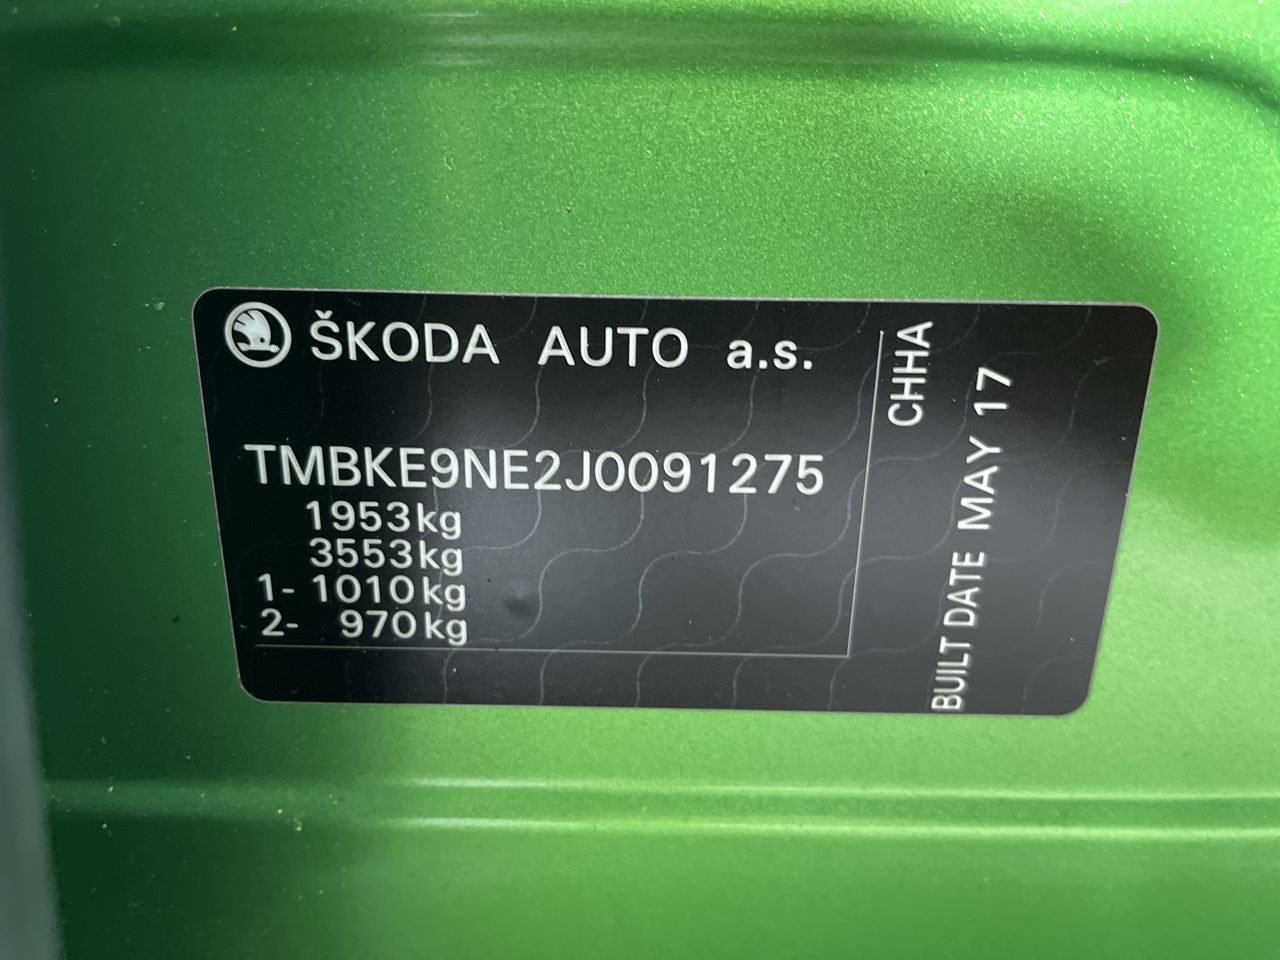 ŠKODA AUTO a.s.
TMBKE9NE2J0091275
1953kg
3553kg
1- 1010kg
2- 970kg
CHHA
BUILT DATE MAY 17